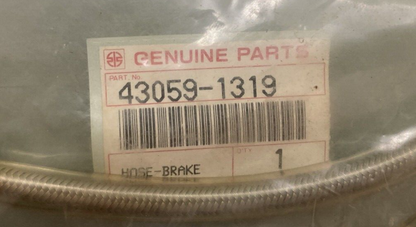 GENUINE PARTS
PART No
43059-1319
HOSE-BRAKE
1